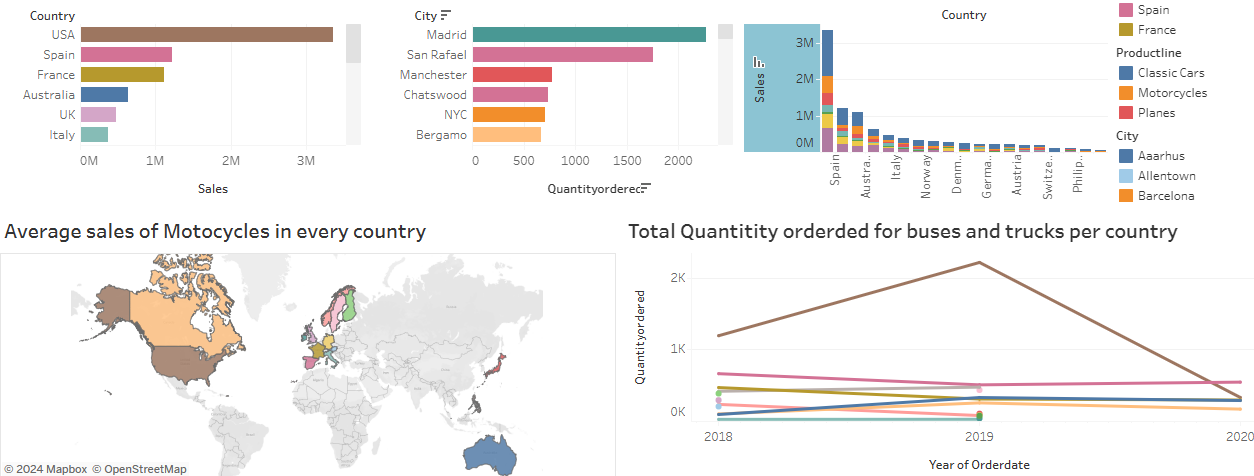 Country
USA
Spain
France
Australia
UK
Italy
0M 1M 2M 3M
Sales
City
Madrid
San Rafael
Manchester
Chatswood
NYC
Bergamo
0 500 1000 1500 2000
Quantityorderec
Country
Sales
3M
2M
1M
0M
Spain
Austra..
Italy
Norway
Denm..
Germa..
Austria
Switze..
Philip..
Spain
France
Productline
Classic Cars
Motorcycles
Planes
City
Aarhus
Allentown
Barcelona
Average sales of Motocycles in every country
© 2024 Mapbox © OpenStreetMap
Total Quantitity orderded for buses and trucks per country
Quantityordered
2K
1K
0K
2018 2019 2020
Year of Orderdate